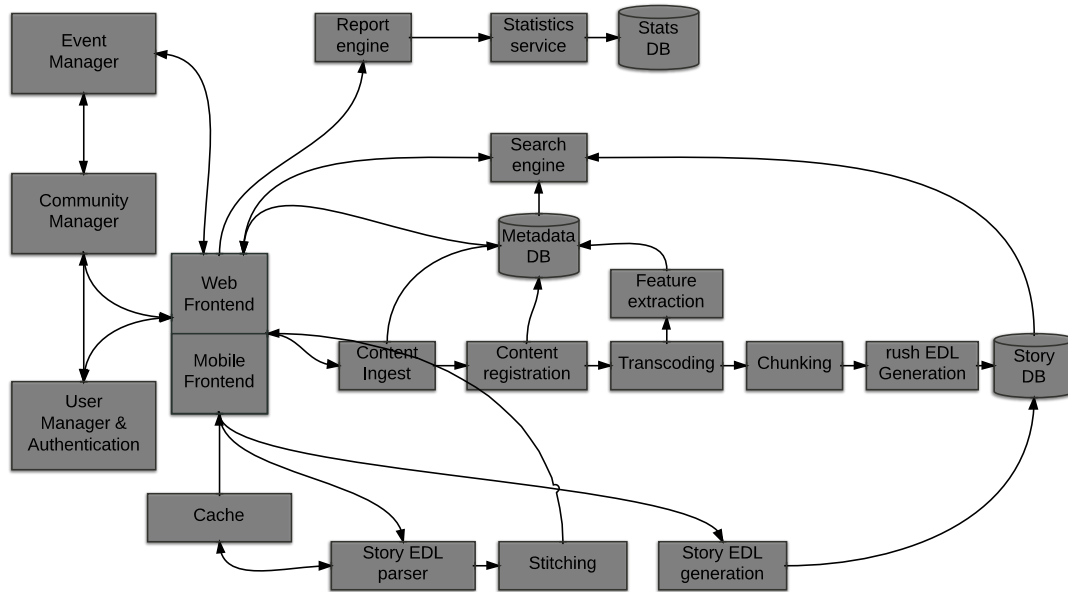 Event
Manager
Report
engine
Statistics
service
Stats
DB
Search
engine
Community
Manager
Metadata
DB
Web
Frontend
Feature
extraction
Mobile
Frontend
Content
Ingest
Content
registration
Transcoding
Chunking
rush EDL
Generation
Story
DB
User
Manager &
Authentication
Cache
Story EDL
parser
Stitching
Story EDL
generation